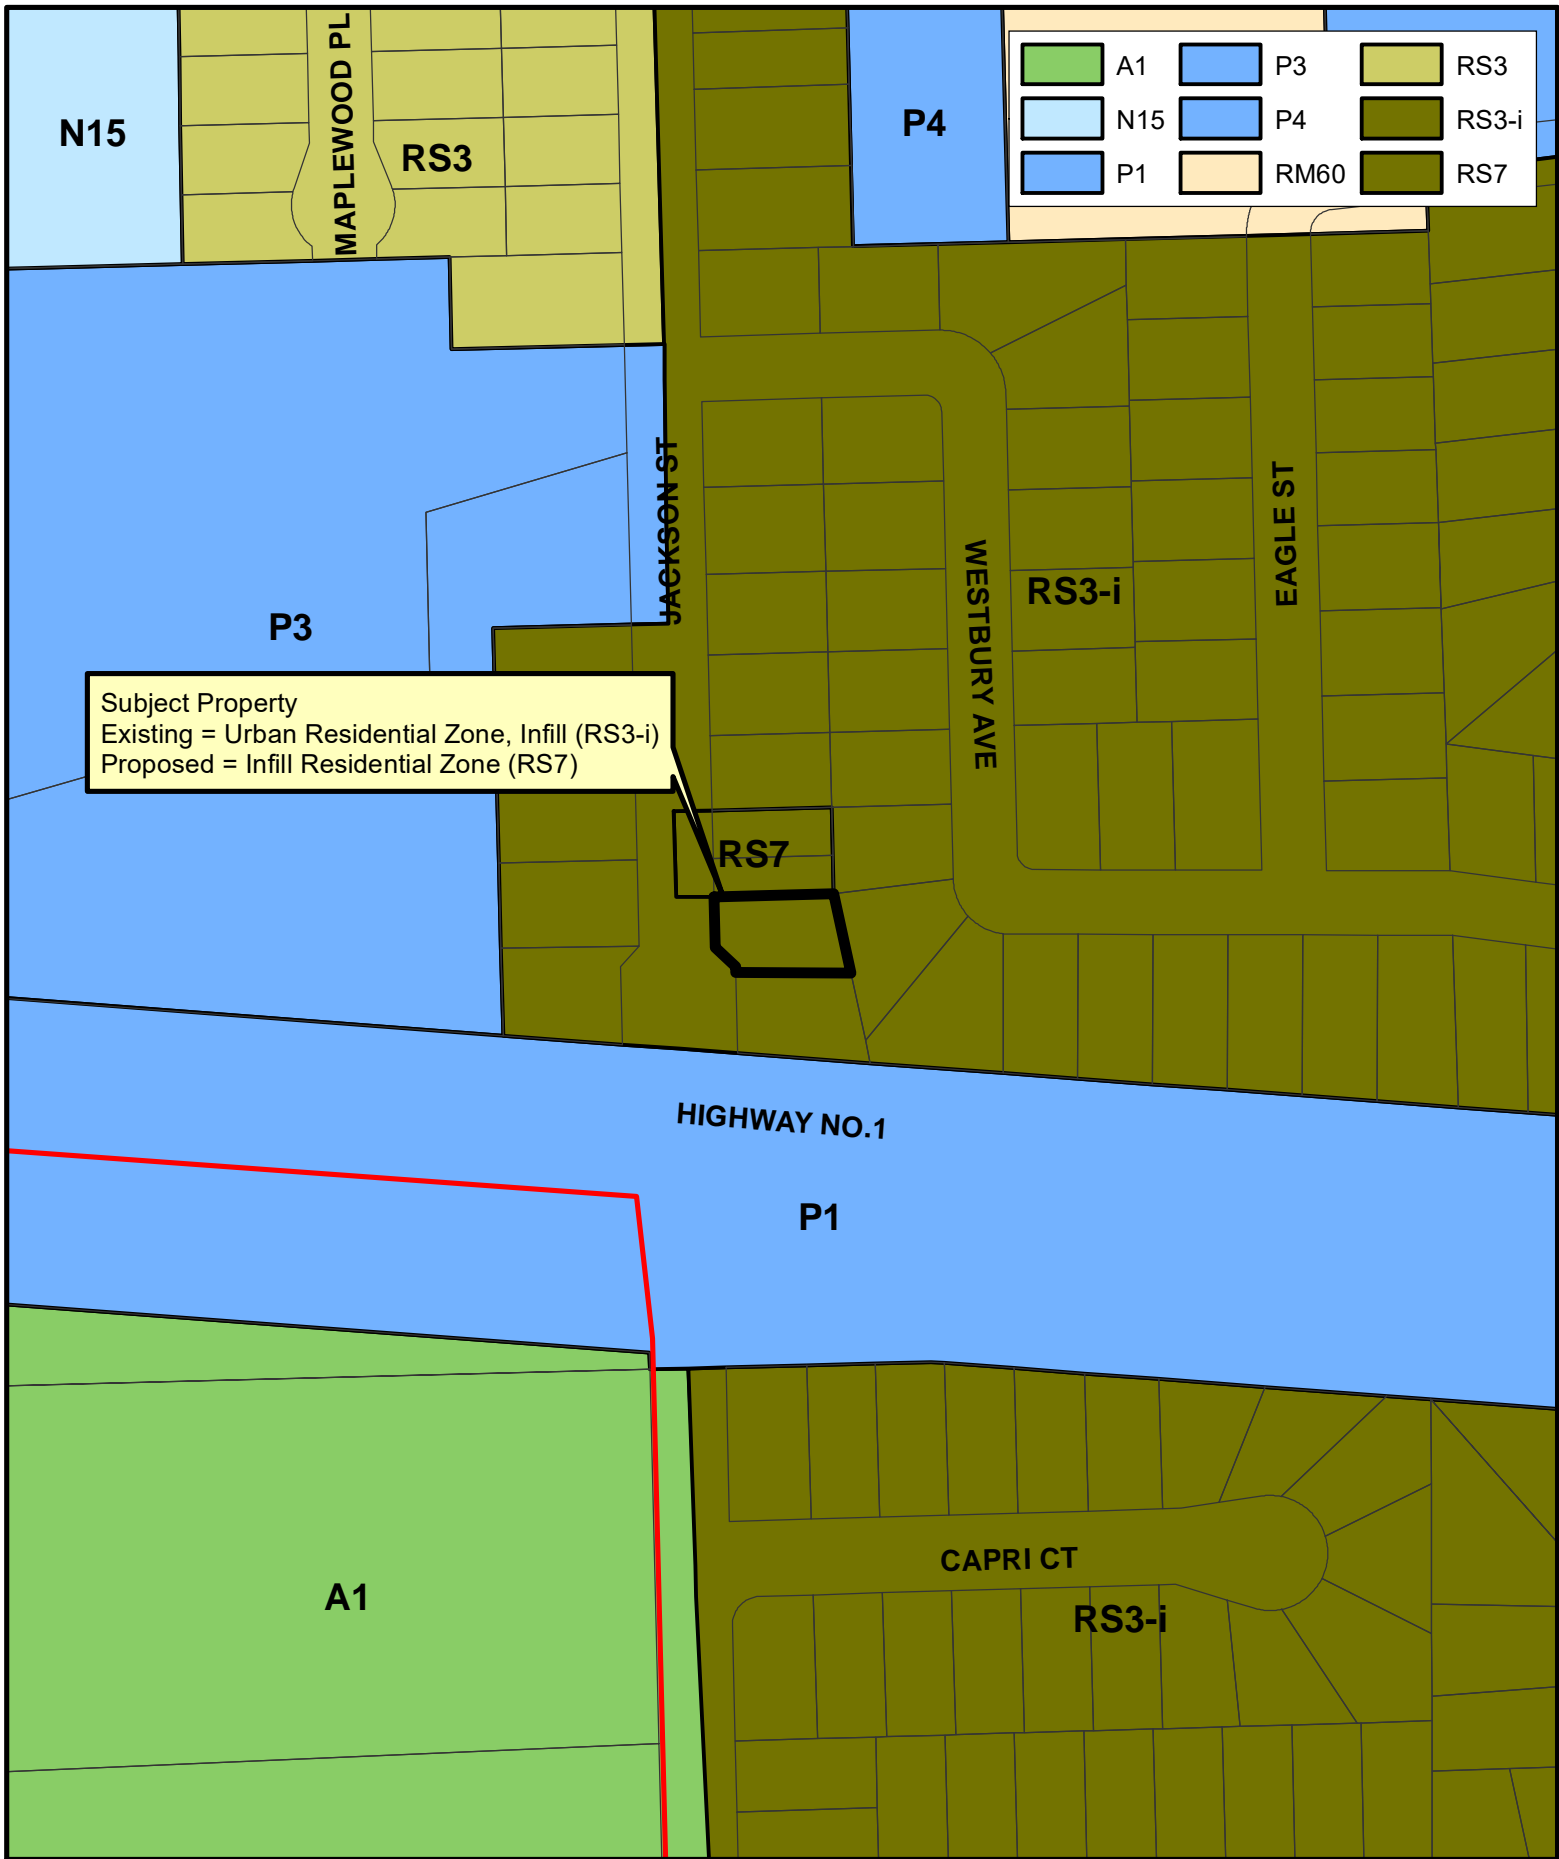 MAPLEWOOD PL
N15
RS3
P4
A1
P3
RS3
N15
P4
RS3-i
P1
RM60
RS7
JACKSON ST
WESTBURY AVE
EAGLE ST
RS3-i
P3
Subject Property
Existing = Urban Residential Zone, Infill (RS3-i)
Proposed = Infill Residential Zone (RS7)
RS7
HIGHWAY NO.1
P1
CAPRI CT
A1
RS3-i